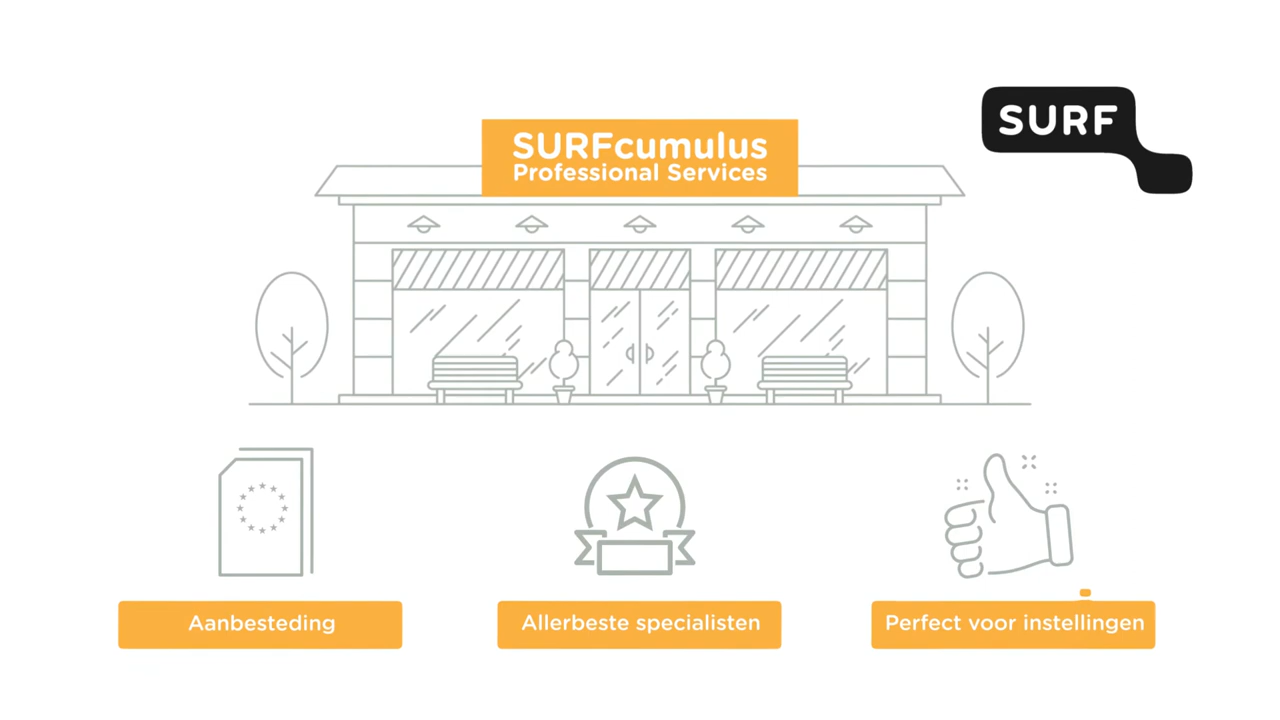 SURFcumulus
Professional Services
SURF
Aanbesteding
Allerbeste specialisten
Perfect voor instellingen